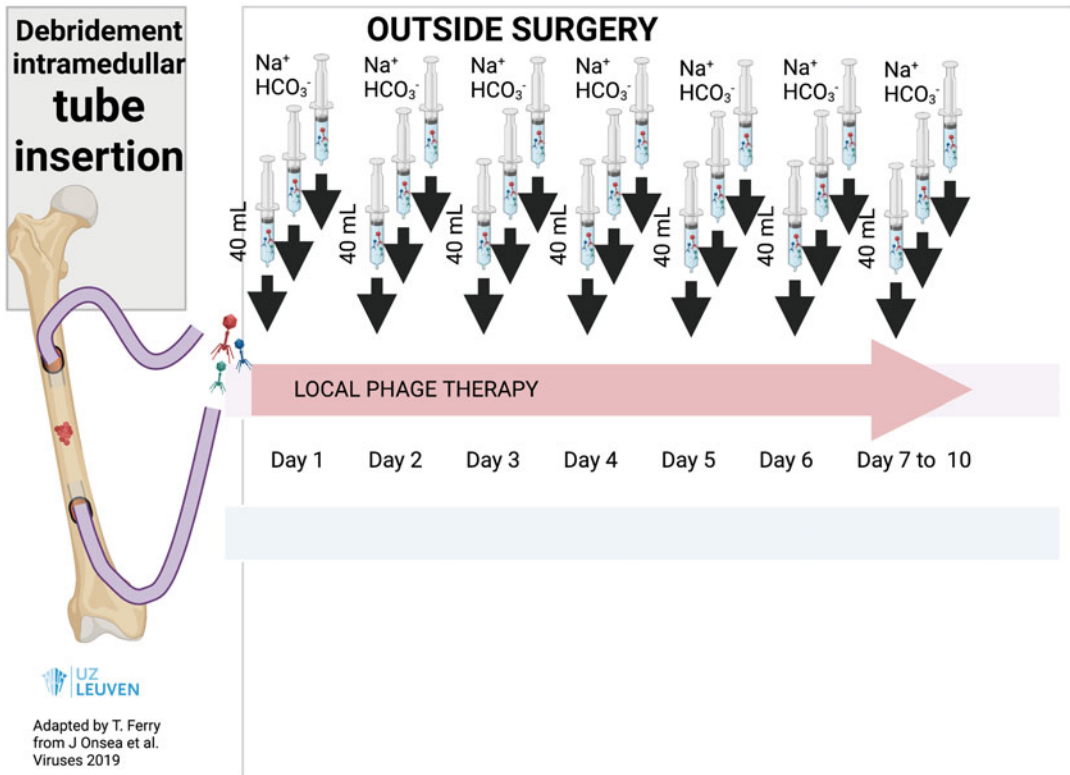 Debridement
intramedullar
tube
insertion
OUTSIDE SURGERY
Na⁺
HCO₃⁻
Na⁺
HCO₃⁻
Na⁺
HCO₃⁻
Na⁺
HCO₃⁻
Na⁺
HCO₃⁻
Na⁺
HCO₃⁻
Na⁺
HCO₃⁻
40 mL
40 mL
40 mL
40 mL
40 mL
40 mL
40 mL
LOCAL PHAGE THERAPY
Day 1
Day 2
Day 3
Day 4
Day 5
Day 6
Day 7 to 10
UZ
LEUVEN
Adapted by T. Ferry
from J Onsea et al.
Viruses 2019